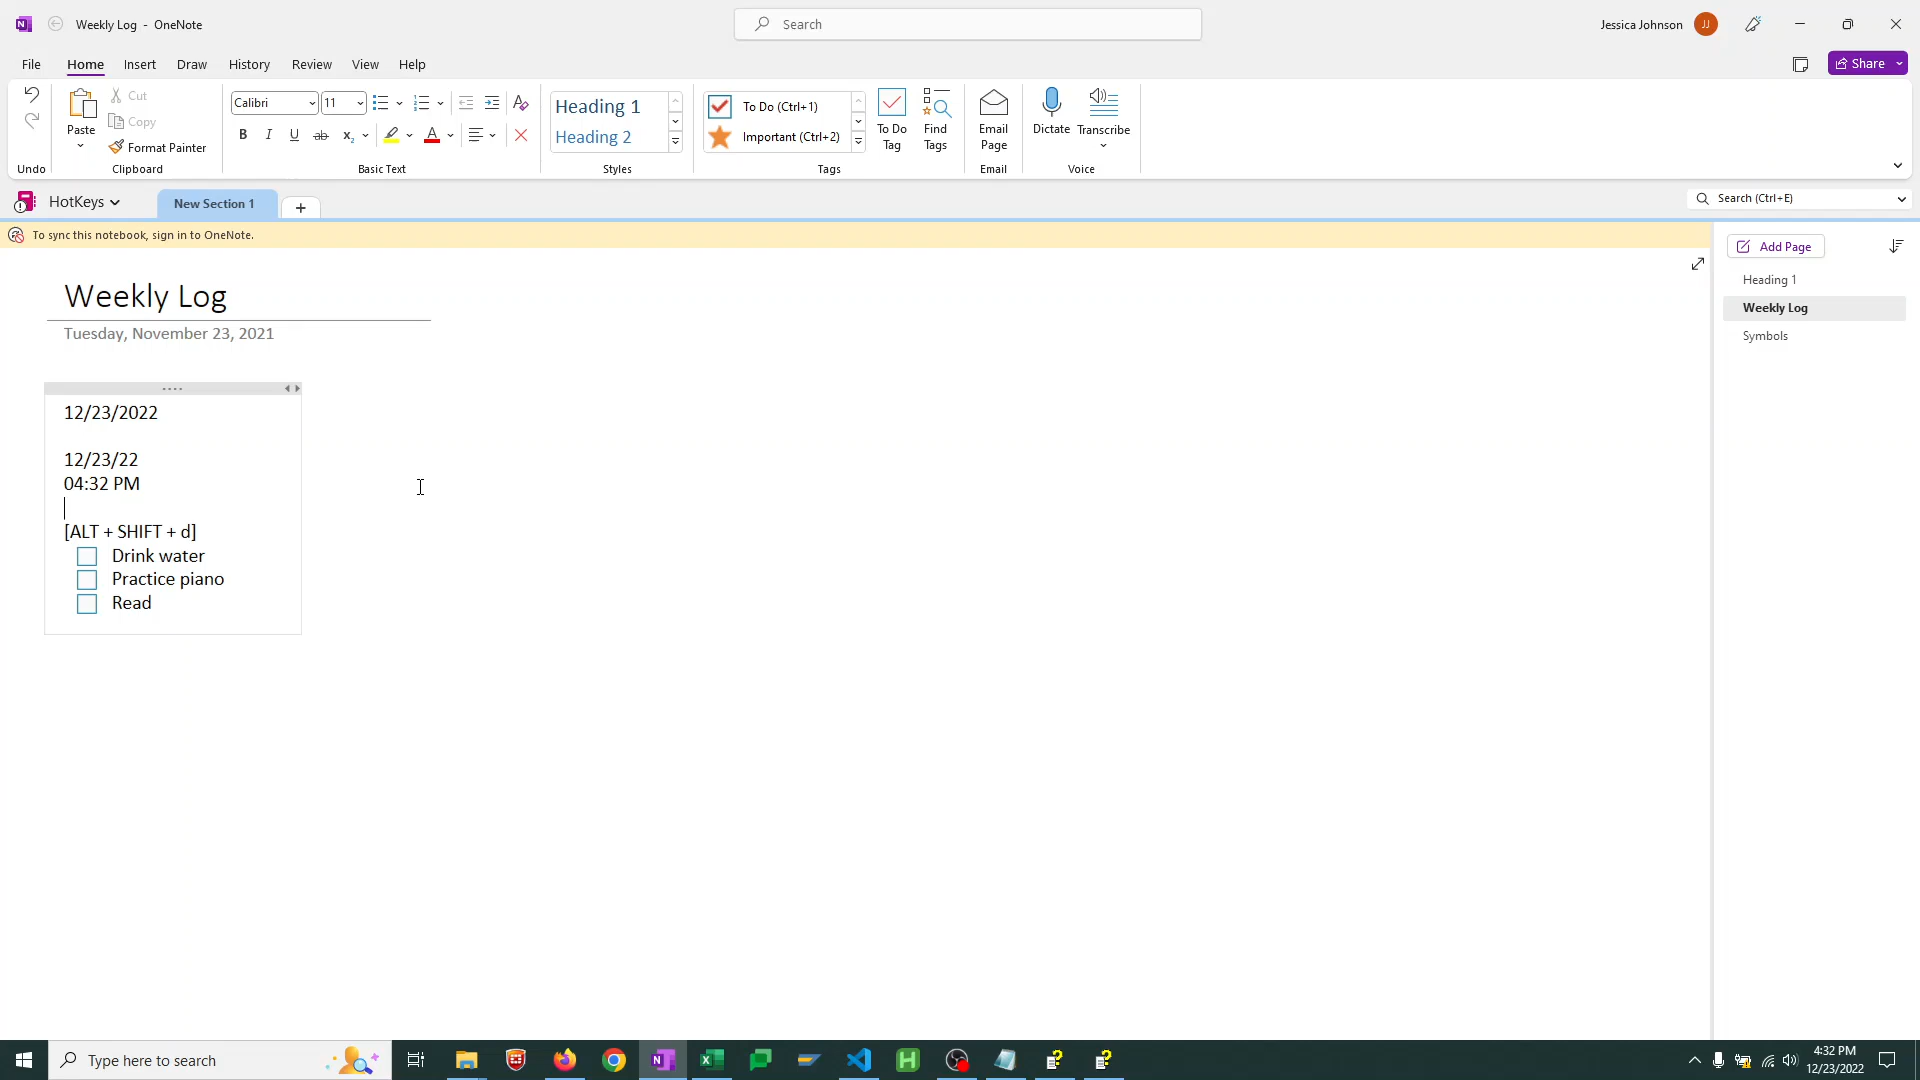 Weekly Log - OneNote
Search
Jessica Johnson
JJ
File Home Insert Draw History Review View Help
Share
Paste
Cut
Copy
Format Painter
Calibri 11
B I U ab x₂ A
Heading 1
Heading 2
To Do (Ctrl+1)
Important (Ctrl+2)
To Do Tag
Find Tags
Email Page
Dictate
Transcribe
Undo Clipboard Basic Text Styles Tags Email Voice
HotKeys
New Section 1
+
Search (Ctrl+E)
To sync this notebook, sign in to OneNote.
Add Page
Heading 1
Weekly Log
Symbols
Weekly Log
Tuesday, November 23, 2021
12/23/2022
12/23/22
04:32 PM
[ALT + SHIFT + d]
Drink water
Practice piano
Read
Type here to search
4:32 PM
12/23/2022